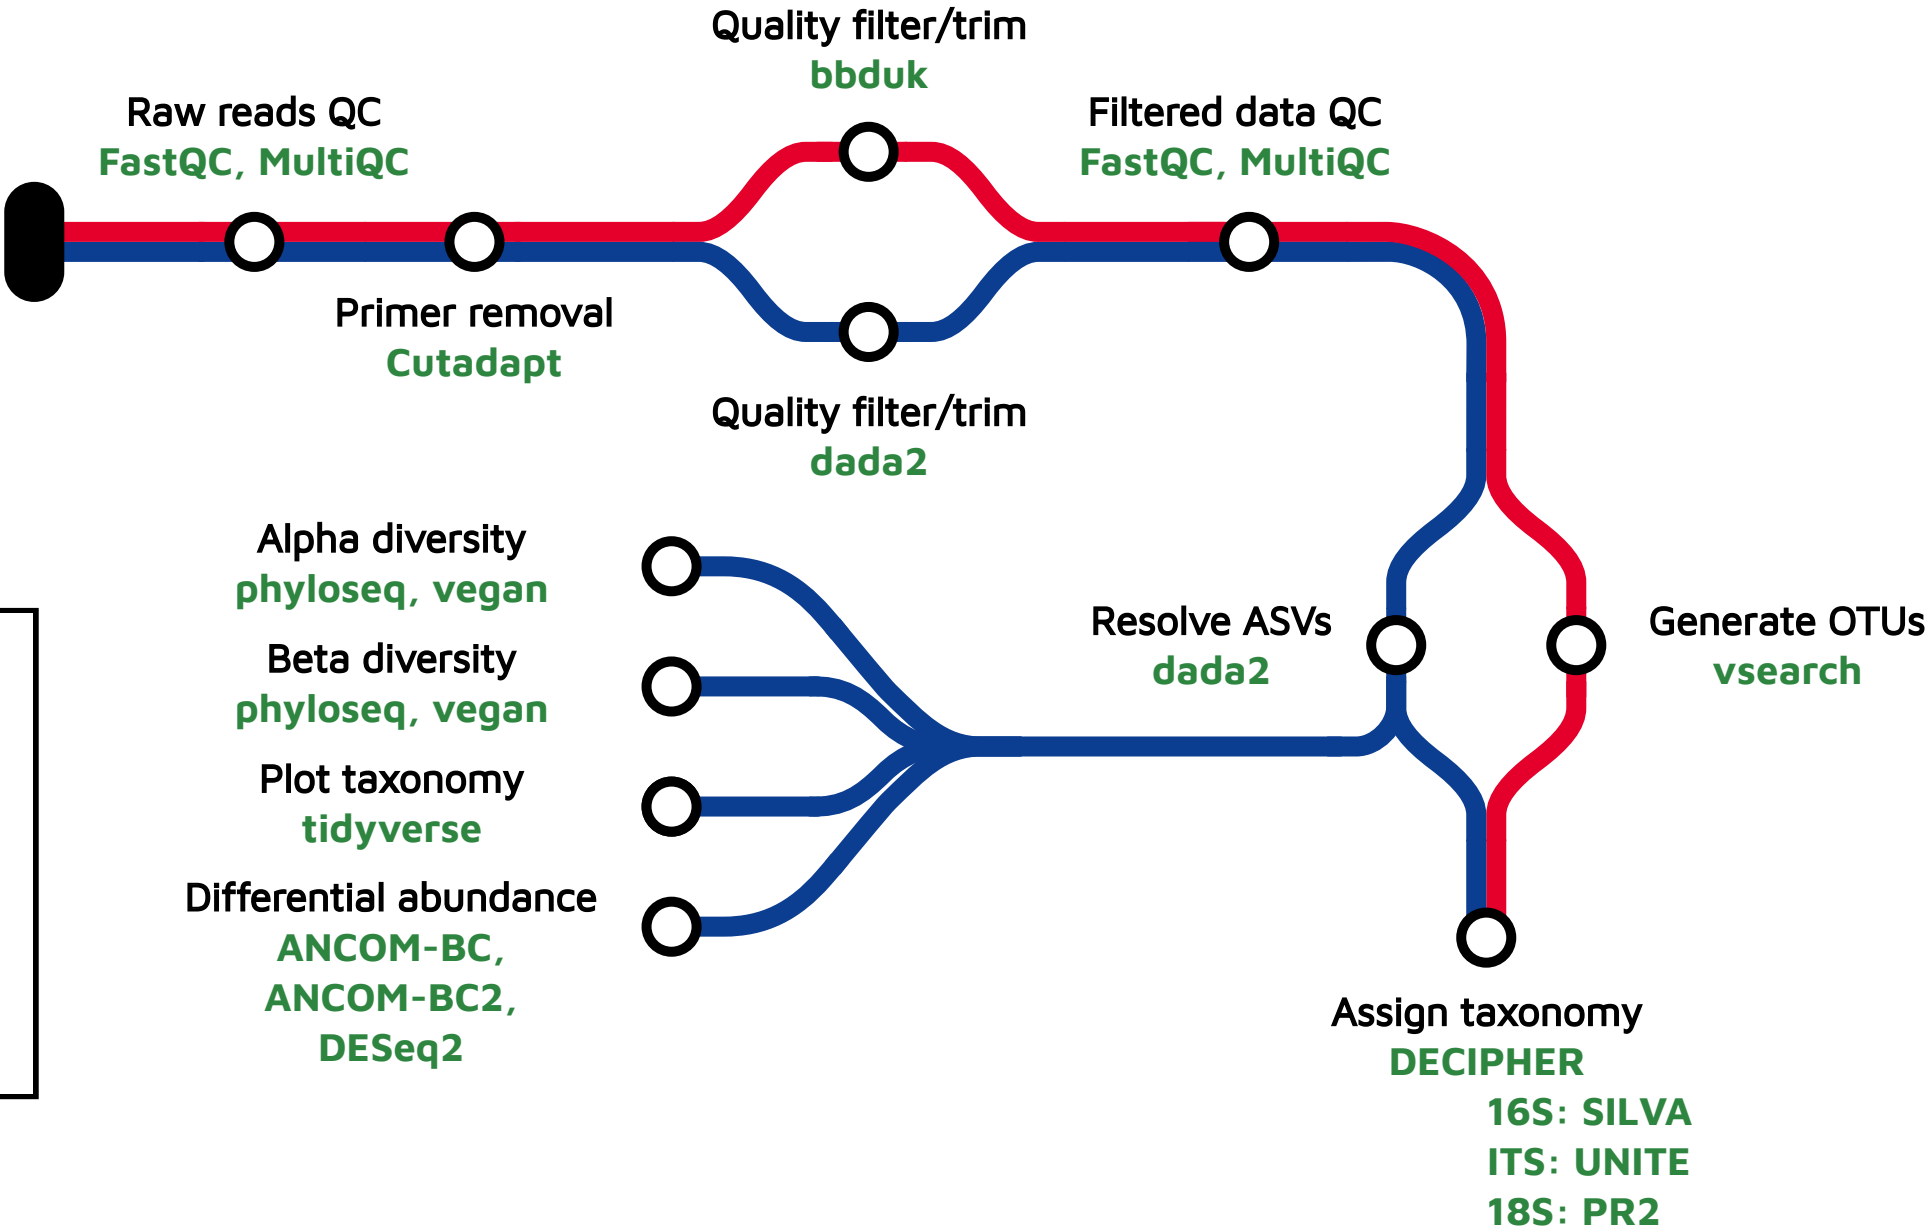 Quality filter/trim
bbduk
Raw reads QC
FastQC, MultiQC
Filtered data QC
FastQC, MultiQC
Primer removal
Cutadapt
Quality filter/trim
dada2
Alpha diversity
phyloseq, vegan
Beta diversity
phyloseq, vegan
Plot taxonomy
tidyverse
Differential abundance
ANCOM-BC,
ANCOM-BC2,
DESeq2
Resolve ASVs
dada2
Generate OTUs
vsearch
Assign taxonomy
DECIPHER
16S: SILVA
ITS: UNITE
18S: PR2